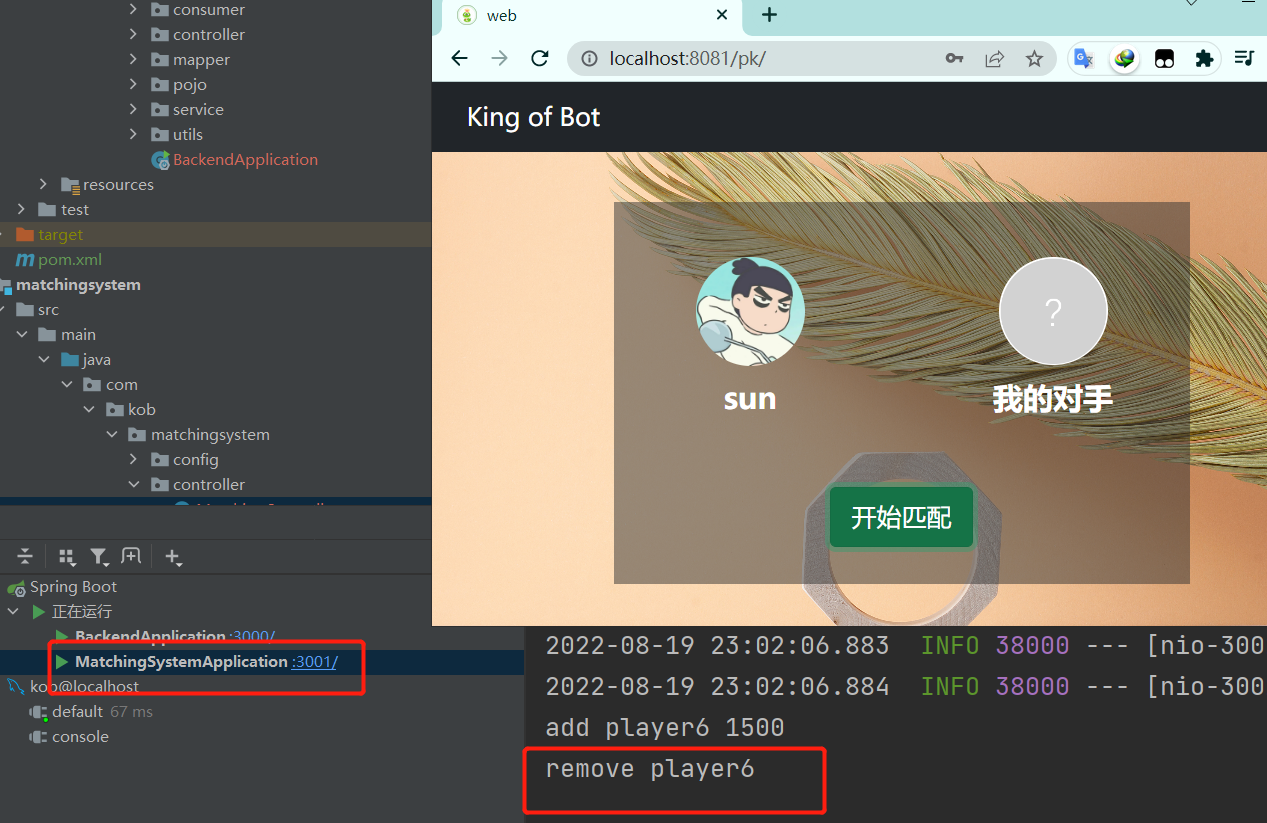 consumer
controller
mapper
pojo
service
utils
BackendApplication
resources
test
target
pom.xml
matchingsystem
src
main
java
com
kob
matchingsystem
config
controller
Spring Boot
正在运行
BackendApplication :3000/
MatchingSystemApplication :3001/
kob@localhost
default 67 ms
console
web
localhost:8081/pk/
King of Bot
?
sun
我的对手
开始匹配
2022-08-19 23:02:06.883 INFO 38000 --- [nio-300
2022-08-19 23:02:06.884 INFO 38000 --- [nio-300
add player6 1500
remove player6